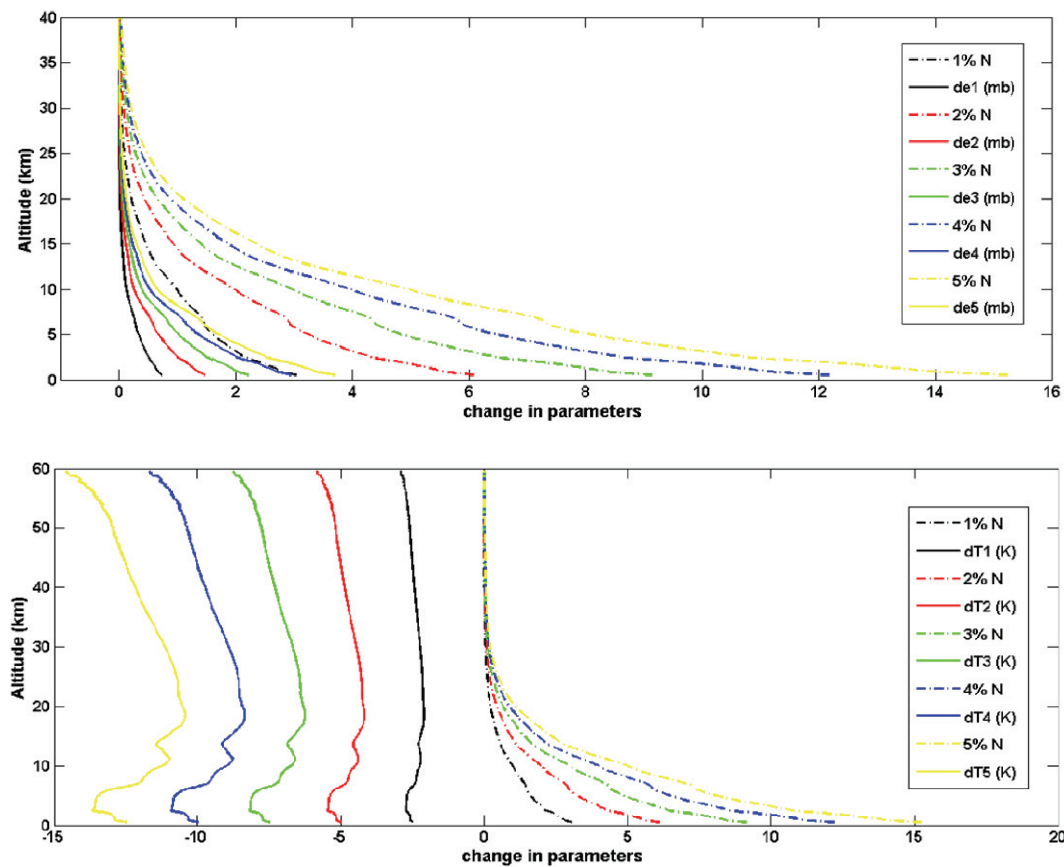 40
35
30
25
20
15
10
5
0
Altitude (km)
0 2 4 6 8 10 12 14 16
change in parameters
1% N
de1 (mb)
2% N
de2 (mb)
3% N
de3 (mb)
4% N
de4 (mb)
5% N
de5 (mb)
60
50
40
30
20
10
0
Altitude (km)
-15 -10 -5 0 5 10 15 20
change in parameters
1% N
dT1 (K)
2% N
dT2 (K)
3% N
dT3 (K)
4% N
dT4 (K)
5% N
dT5 (K)